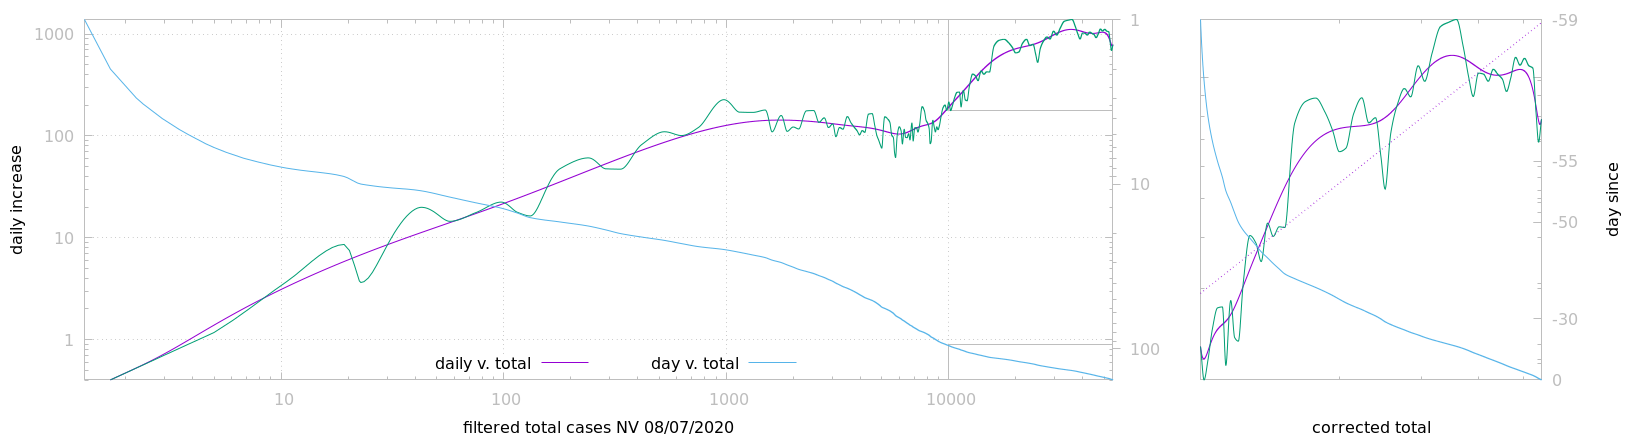 1000
100
10
1
daily increase
daily v. total
day v. total
10
100
1000
10000
filtered total cases NV 08/07/2020
1
10
100
-59
-55
-50
-30
0
day since
corrected total